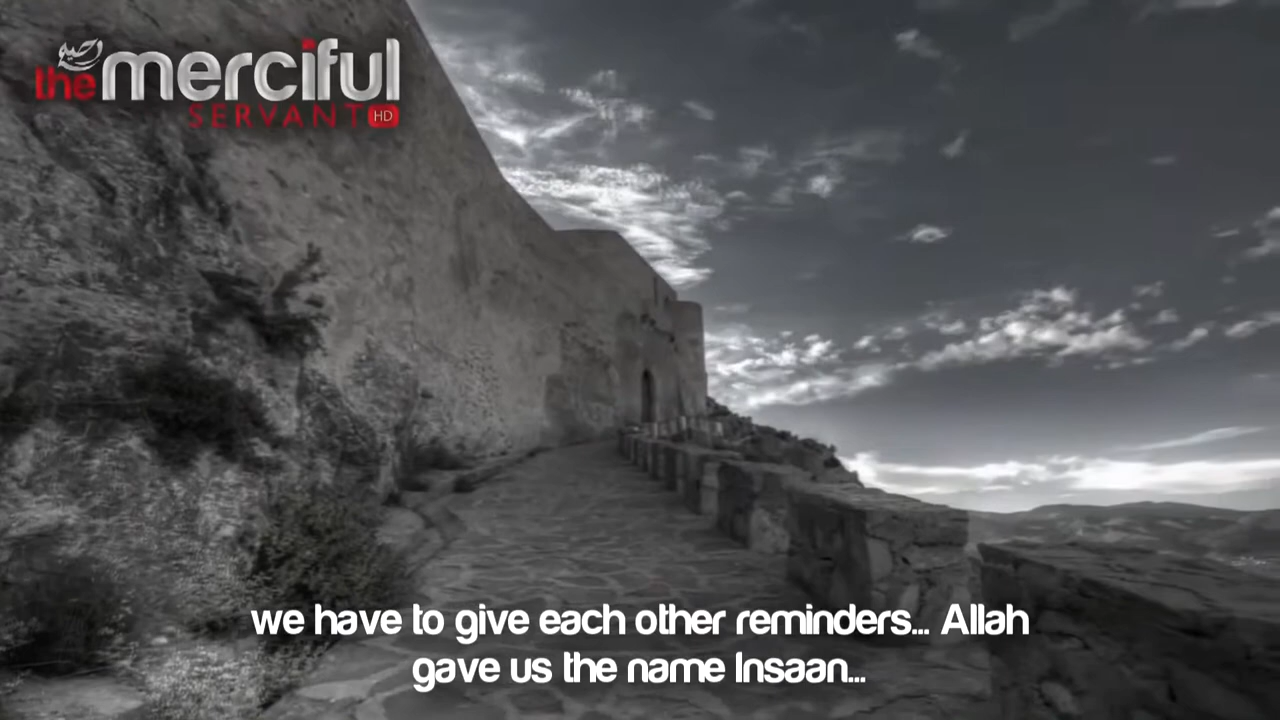 the merciful
SERVANT HD
we have to give each other reminders... Allah
gave us the name Insaan...